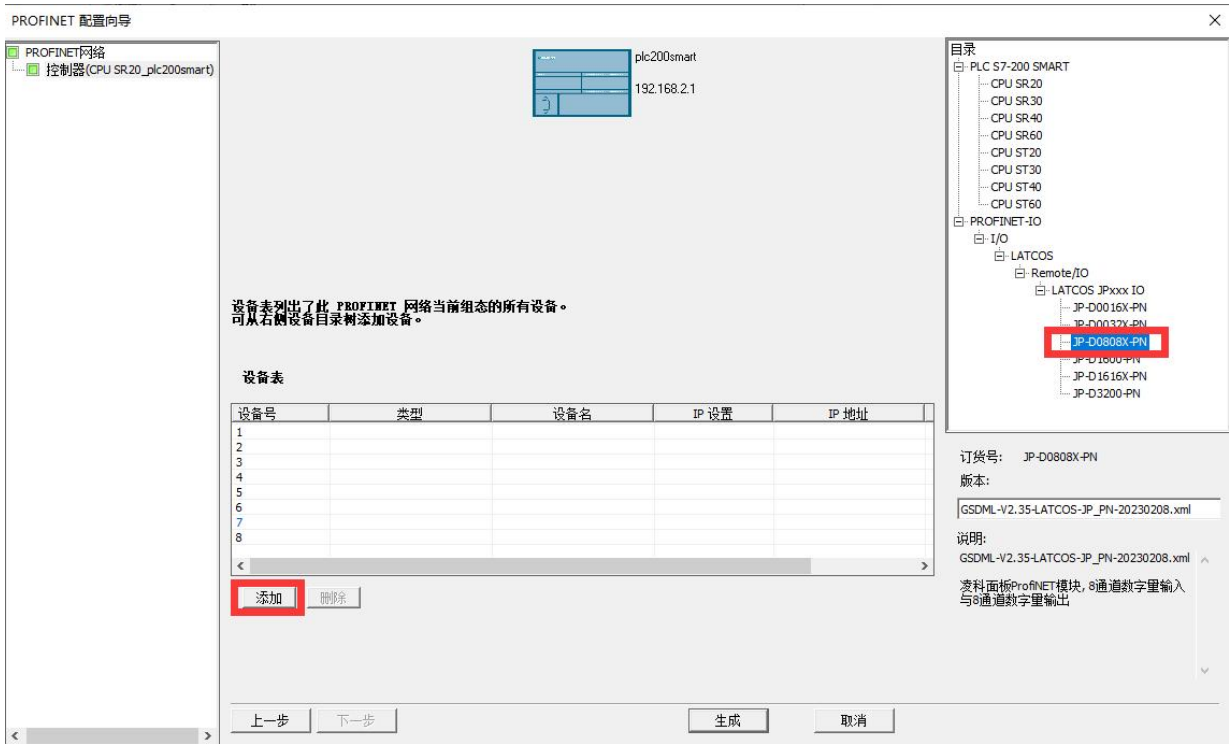 PROFINET 配置向导
PROFINET网络
控制器(CPU SR20_plc200smart)
plc200smart
192.168.2.1
设备表列出了此 PROFINET 网络当前组态的所有设备。
可从右侧设备目录树添加设备。
设备表
设备号 类型 设备名 IP 设置 IP 地址
1
2
3
4
5
6
7
8
添加 删除
目录
PLC S7-200 SMART
CPU SR20
CPU SR30
CPU SR40
CPU SR60
CPU ST20
CPU ST30
CPU ST40
CPU ST60
PROFINET-IO
I/O
LATCOS
Remote/IO
LATCOS JPxxx IO
JP-D0016X-PN
JP-D0032X-PN
JP-D0808X-PN
JP-D1600-PN
JP-D1616X-PN
JP-D3200-PN
订货号: JP-D0808X-PN
版本:
GSDML-V2.35-LATCOS-JP_PN-20230208.xml
说明:
GSDML-V2.35-LATCOS-JP_PN-20230208.xml
凌科面板ProfiNET模块, 8通道数字里输入
与8通道数字里输出
上一步 下一步 生成 取消